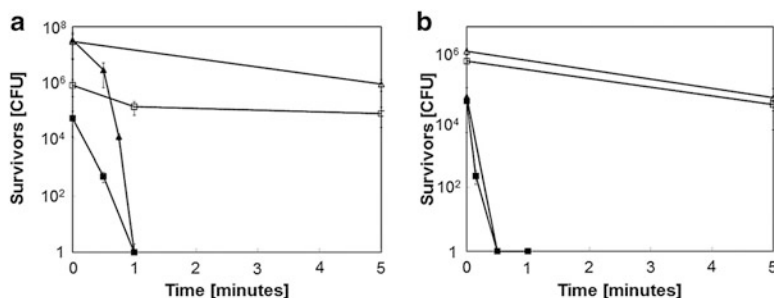 a
Survivors [CFU]
10^8
10^6
10^4
10^2
1
0 1 2 3 4 5
Time [minutes]
b
Survivors [CFU]
10^6
10^4
10^2
1
0 1 2 3 4 5
Time [minutes]